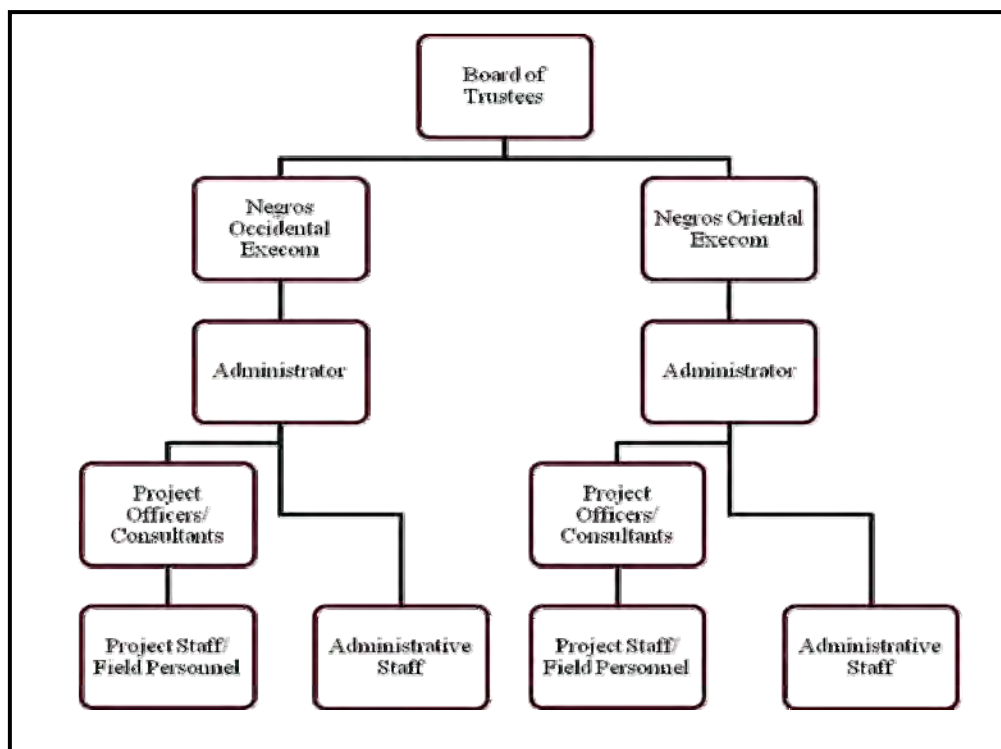 Board of
Trustees
Negros
Occidental
Execom
Negros Oriental
Execom
Administrator
Administrator
Project
Officers/
Consultants
Project
Officers/
Consultants
Project Staff/
Field Personnel
Administrative
Staff
Project Staff/
Field Personnel
Administrative
Staff